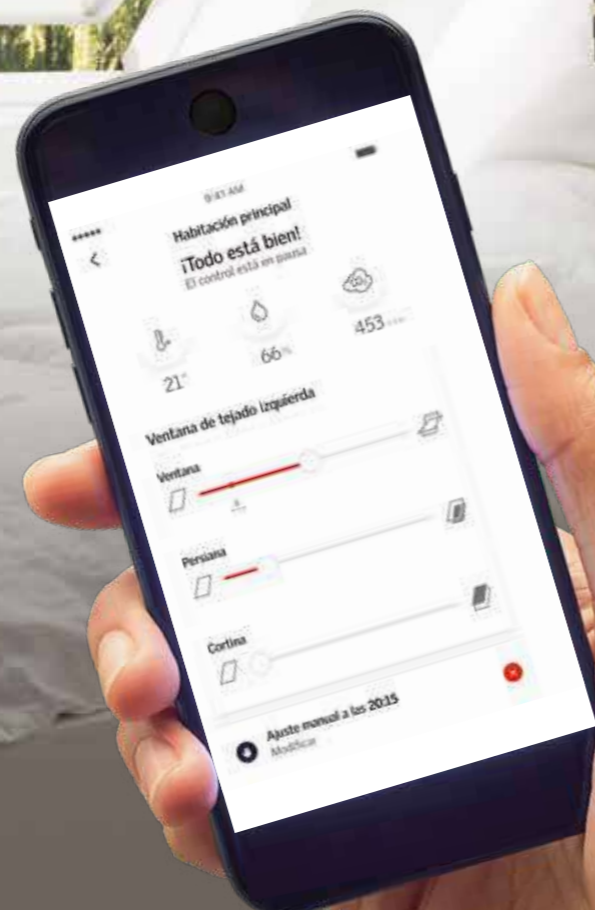 9:41 AM
Habitación principal
¡Todo está bien!
El control está en pausa
21°
66%
453
Ventana de tejado izquierda
Ventana
Persiana
Cortina
Ajuste manual a las 20:15
Modificar